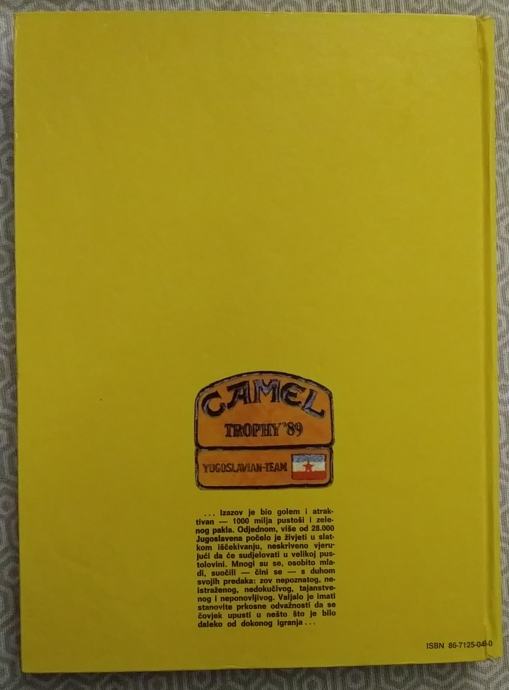 CAMEL
TROPHY '89
YUGOSLAVIAN-TEAM
... Izazov je bio golem i atrak-
tivan — 1000 milja pustoši i zele-
nog pakla. Odjednom, više od 28.000
Jugoslavena počelo je živjeti u slat-
kom iščekivanju, neskriveno vjeru-
jući da će sudjelovati u velikoj pus-
tolovini. Mnogi su se, osobito mla-
di, suočili — čini se — s duhom
svojih predaka: zov nepoznatog, ne-
istraženog, nedokučivog, tajanstve-
nog i neponovljivog. Valjalo je imati
stanovite prkosne odvažnosti da se
čovjek upusti u nešto što je bilo
daleko od dokonog igranja...
ISBN 86-7125-04